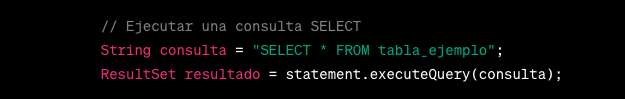 // Ejecutar una consulta SELECT
String consulta = "SELECT * FROM tabla_ejemplo";
ResultSet resultado = statement.executeQuery(consulta);